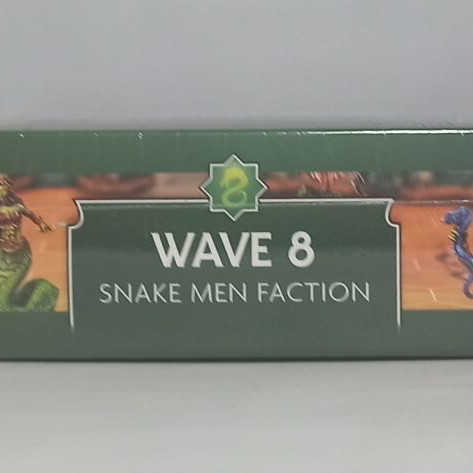 WAVE 8
SNAKE MEN FACTION